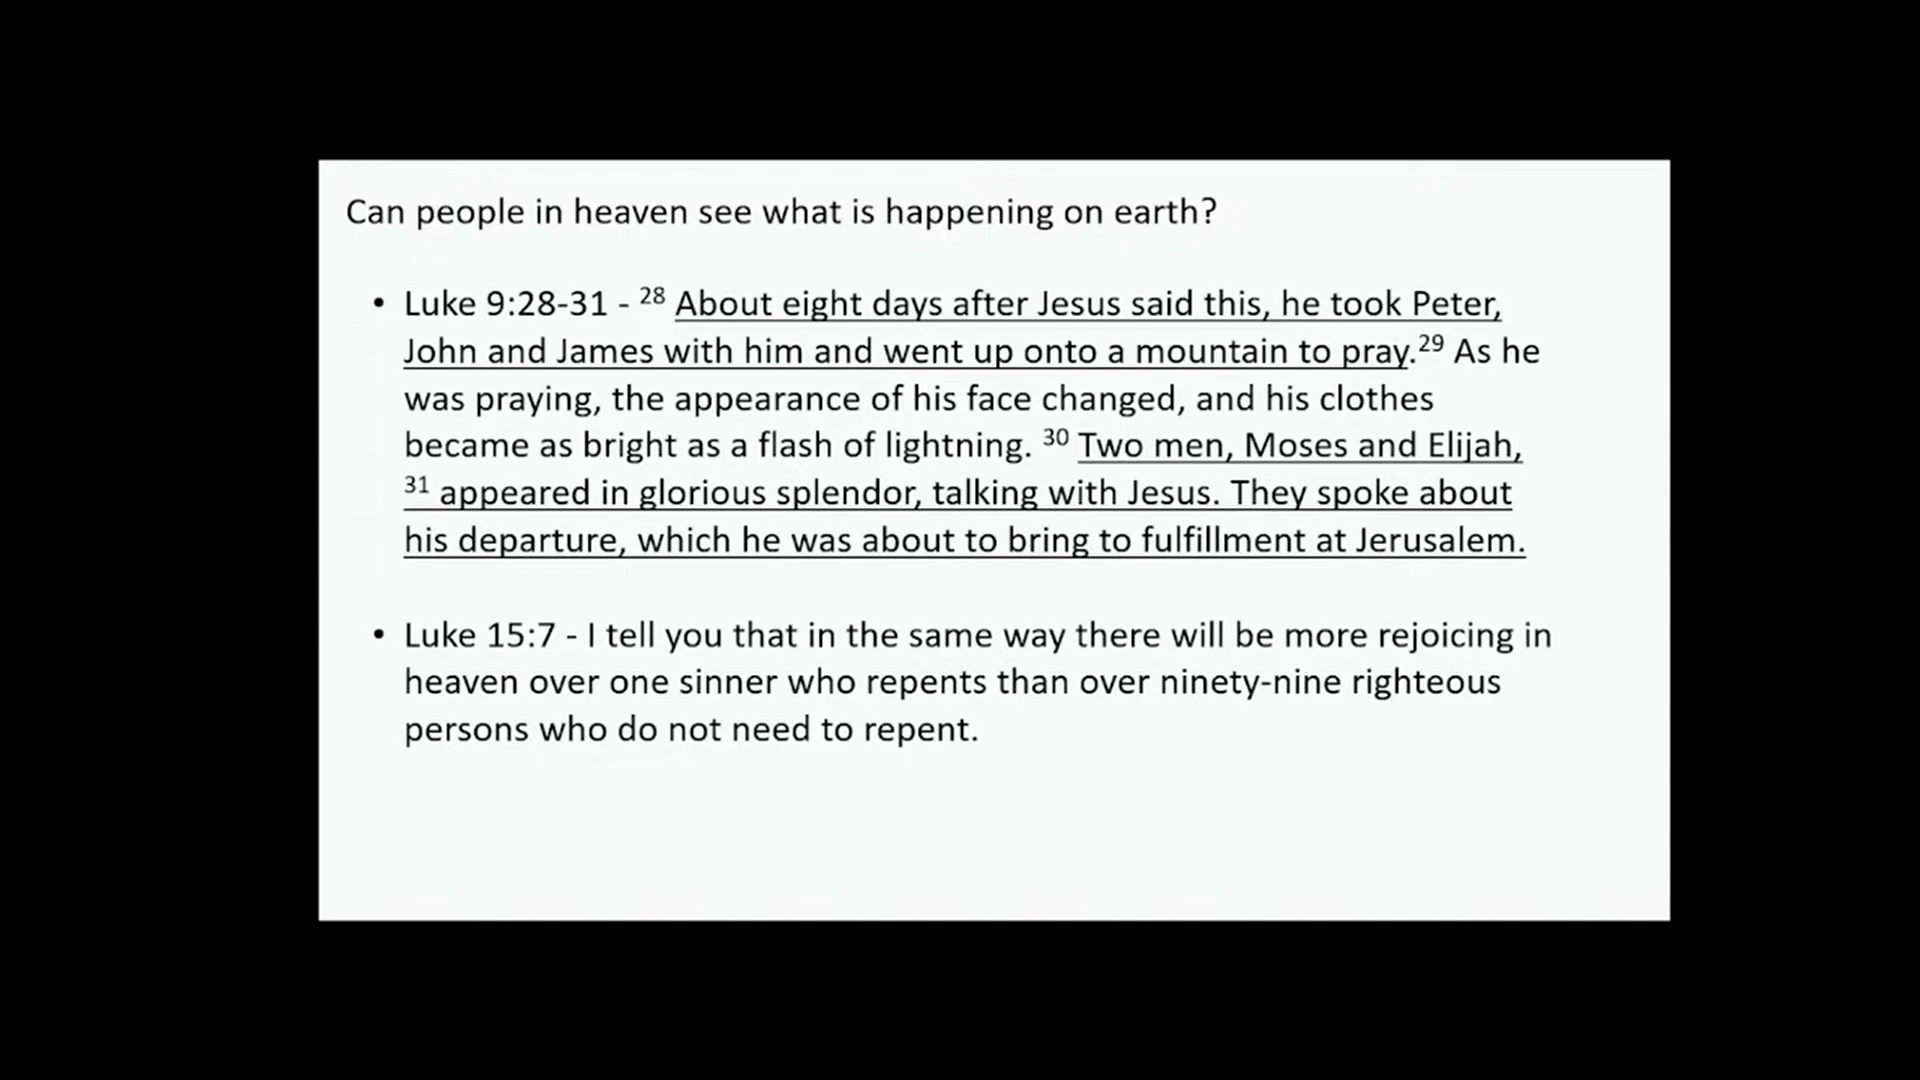 Can people in heaven see what is happening on earth?
• Luke 9:28-31 - 28 About eight days after Jesus said this, he took Peter,
John and James with him and went up onto a mountain to pray.29 As he
was praying, the appearance of his face changed, and his clothes
became as bright as a flash of lightning. 30 Two men, Moses and Elijah,
31 appeared in glorious splendor, talking with Jesus. They spoke about
his departure, which he was about to bring to fulfillment at Jerusalem.
• Luke 15:7 - I tell you that in the same way there will be more rejoicing in
heaven over one sinner who repents than over ninety-nine righteous
persons who do not need to repent.